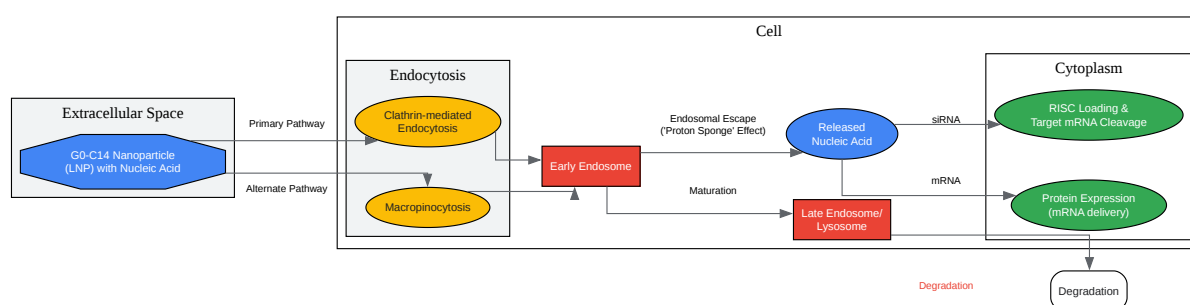 Cell
Endocytosis
Cytoplasm
Extracellular Space
Clathrin-mediated
Endocytosis
RISC Loading &
Target mRNA Cleavage
Primary Pathway
Endosomal Escape
('Proton Sponge' Effect)
Released
Nucleic Acid
siRNA
G0-C14 Nanoparticle
(LNP) with Nucleic Acid
Early Endosome
Alternate Pathway
Maturation
mRNA
Macropinocytosis
Late Endosome/
Lysosome
Protein Expression
(mRNA delivery)
Degradation
Degradation